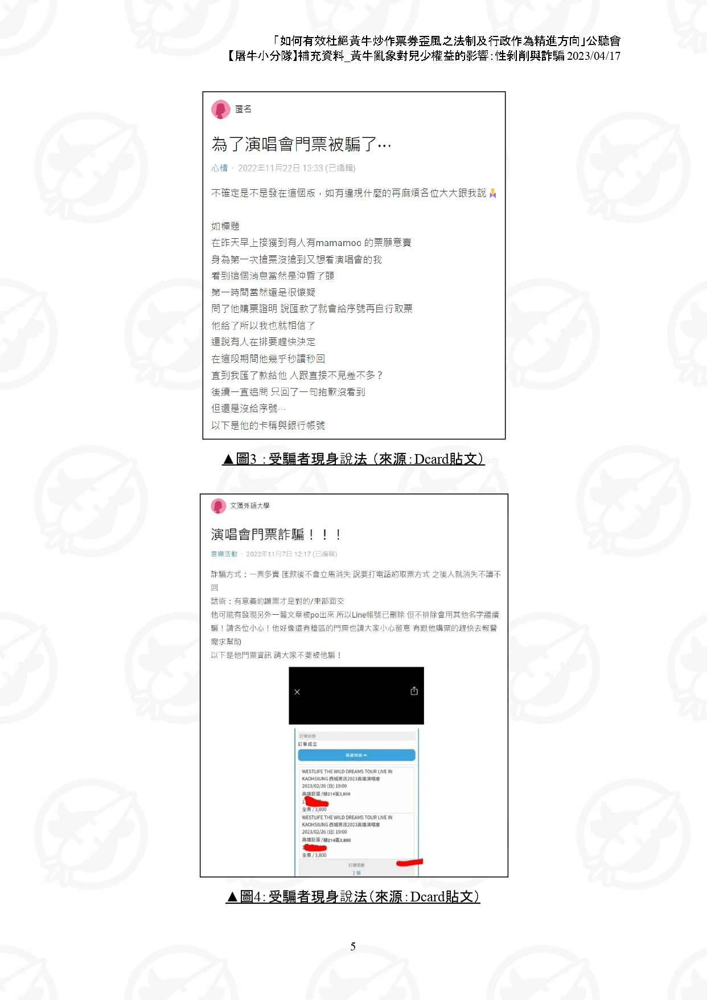 「如何有效杜絕黃牛炒作票券歪風之法制及行政作為精進方向」公聽會
【屠牛小分隊】補充資料_黃牛亂象對兒少權益的影響：性剝削與詐騙 2023/04/17
匿名
為了演唱會門票被騙了…
心情 · 2022年11月22日 13:33 (已編輯)
不確定是不是發在這個版，如有違規什麼的再麻煩各位大大跟我說🙏
如標題
在昨天早上接獲到有人有mamamoo 的票願意賣
身為第一次搶票沒搶到又想看演唱會的我
看到這個消息當然是沖昏了頭
第一時間當然還是很懷疑
問了他購票證明 說匯款了就會給序號再自行取票
他給了所以我也就相信了
還說有人在排要趕快決定
在這段期間他幾乎秒讀秒回
直到我匯了款給他 人跟直接不見差不多？
後續一直追問 只回了一句抱歉沒看到
但還是沒給序號…
以下是他的卡稱與銀行帳號
▲圖3：受騙者現身說法（來源：Dcard貼文）
文藻外語大學
演唱會門票詐騙！！！
音樂活動 · 2022年11月7日 12:17 (已編輯)
詐騙方式：一票多賣 匯款後不會立馬消失 說要打電話約取票方式 之後人就消失不讀不
回
話術：有意義的讓票才是對的/東部面交
他可能有發現另外一篇文章被po出來 所以Line帳號已刪除 但不排除會用其他名字繼續
騙！請各位小心！他好像還有橙區的門票也請大家小心留意 有跟他購票的趕快去報警
需求幫助
以下是他門票資訊 請大家不要被他騙！
訂單狀態
訂單成立
隱藏明細
WESTLIFE THE WILD DREAMS TOUR LIVE IN
KAOHSIUNG 西城男孩2023高雄演唱會
2023/02/26 (日) 19:00
高雄巨蛋 /綠214區3,800
1
全票 / 3,800
WESTLIFE THE WILD DREAMS TOUR LIVE IN
KAOHSIUNG 西城男孩2023高雄演唱會
2023/02/26 (日) 19:00
高雄巨蛋 /綠214區3,800
全票 / 3,800
訂購張數
2 張
▲圖4：受騙者現身說法（來源：Dcard貼文）
5